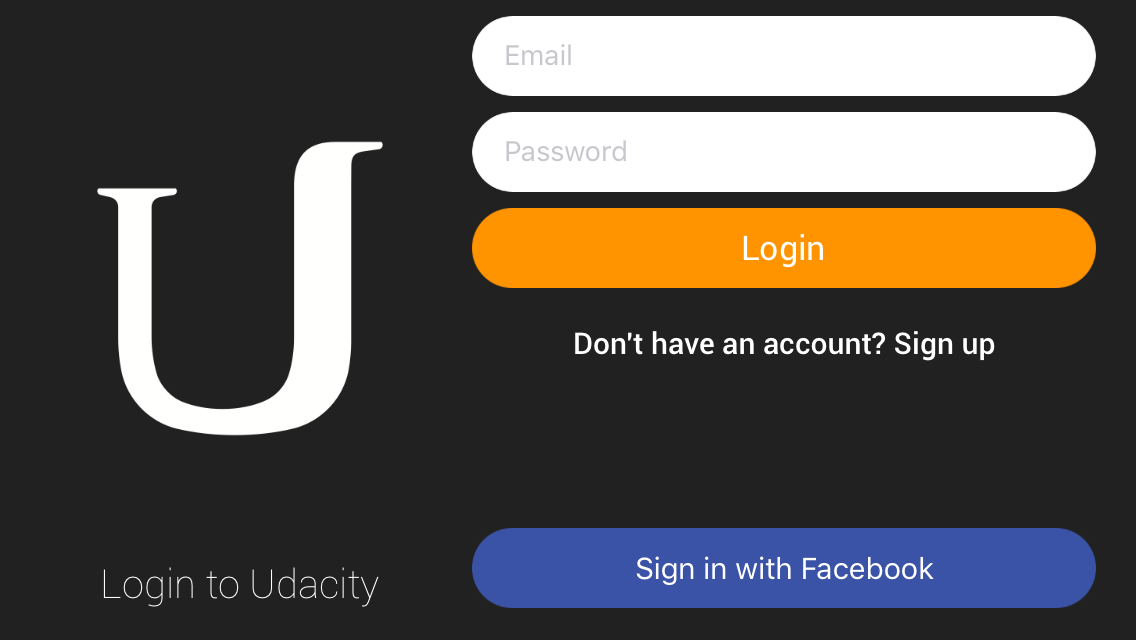 U
Login to Udacity
Email
Password
Login
Don't have an account? Sign up
Sign in with Facebook